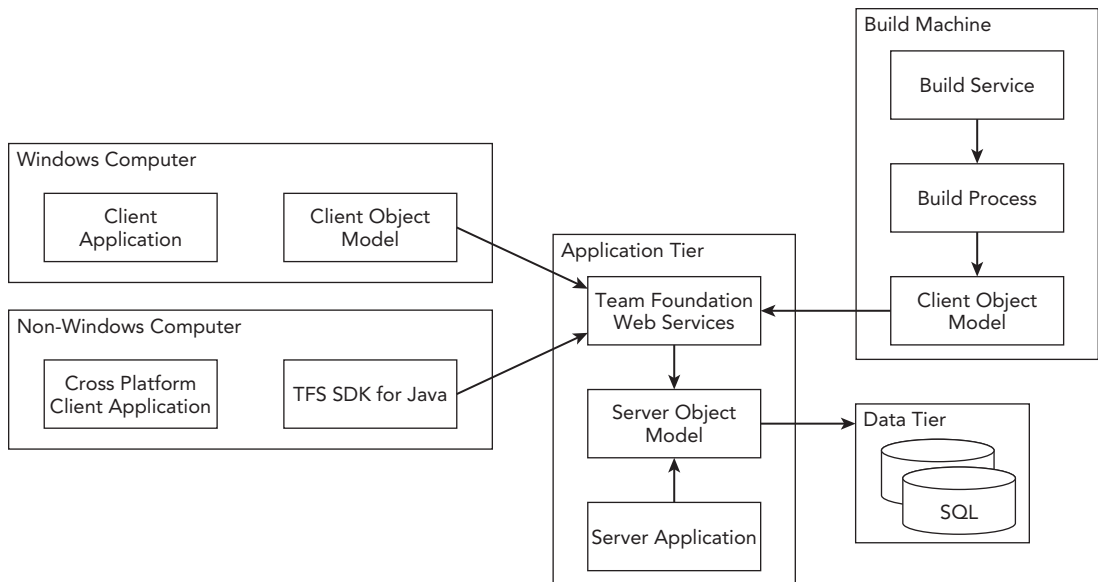 Build Machine
Build Service
Build Process
Client Object
Model
Windows Computer
Client
Application
Client Object
Model
Non-Windows Computer
Cross Platform
Client Application
TFS SDK for Java
Application Tier
Team Foundation
Web Services
Server Object
Model
Server Application
Data Tier
SQL